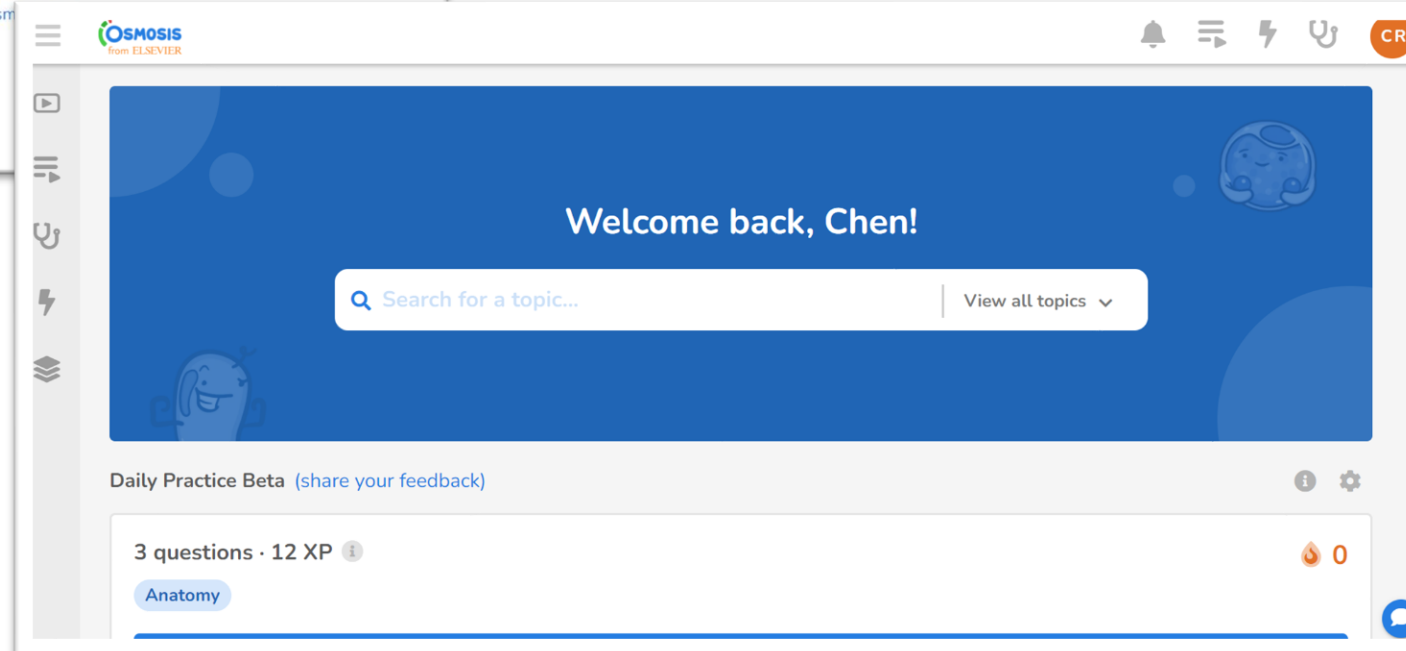 sm
OSMOSIS
from ELSEVIER
CR
Welcome back, Chen!
Search for a topic...
View all topics
Daily Practice Beta (share your feedback)
3 questions · 12 XP
0
Anatomy